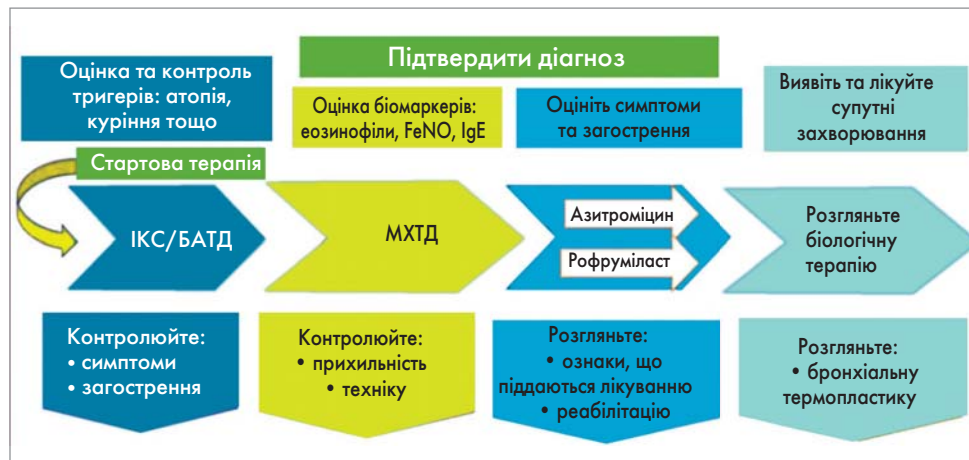 Підтвердити діагноз
Оцінка та контроль
тригерів: атопія,
куріння тощо
Оцінка біомаркерів:
еозинофіли, FeNO, IgE
Оцініть симптоми
та загострення
Виявіть та лікуйте
супутні
захворювання
Стартова терапія
ІКС/БАТД
МХТД
Азитроміцин
Рофруміласт
Розгляньте
біологічну
терапію
Контролюйте:
• симптоми
• загострення
Контролюйте:
• прихильність
• техніку
Розгляньте:
• ознаки, що
піддаються лікуванню
• реабілітацію
Розгляньте:
• бронхіальну
термопластику